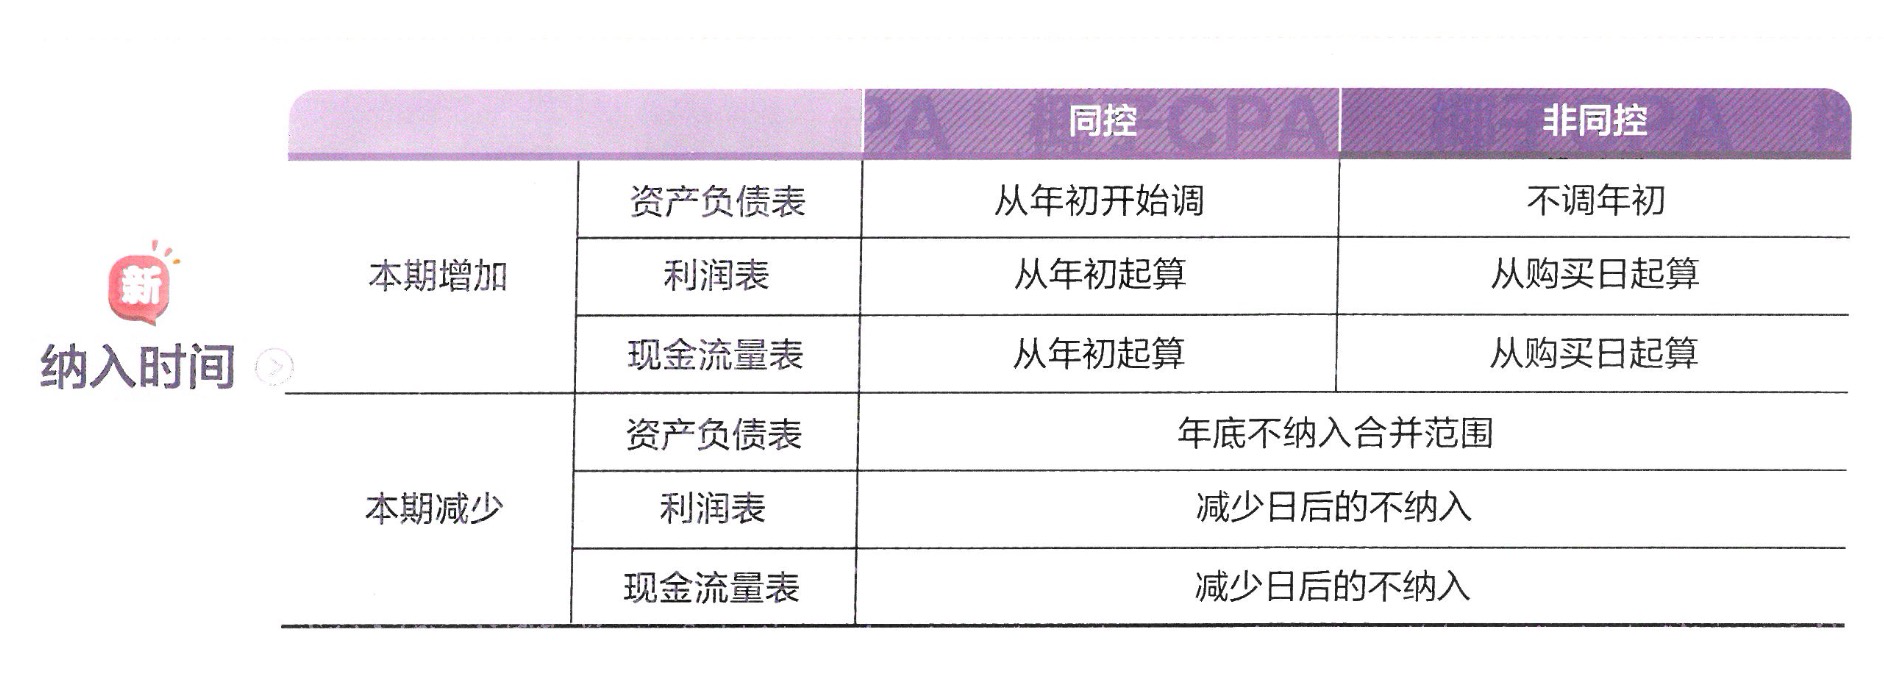 同控 非同控
新
纳入时间
本期增加
资产负债表 从年初开始调 不调年初
利润表 从年初起算 从购买日起算
现金流量表 从年初起算 从购买日起算
本期减少
资产负债表 年底不纳入合并范围
利润表 减少日后的不纳入
现金流量表 减少日后的不纳入